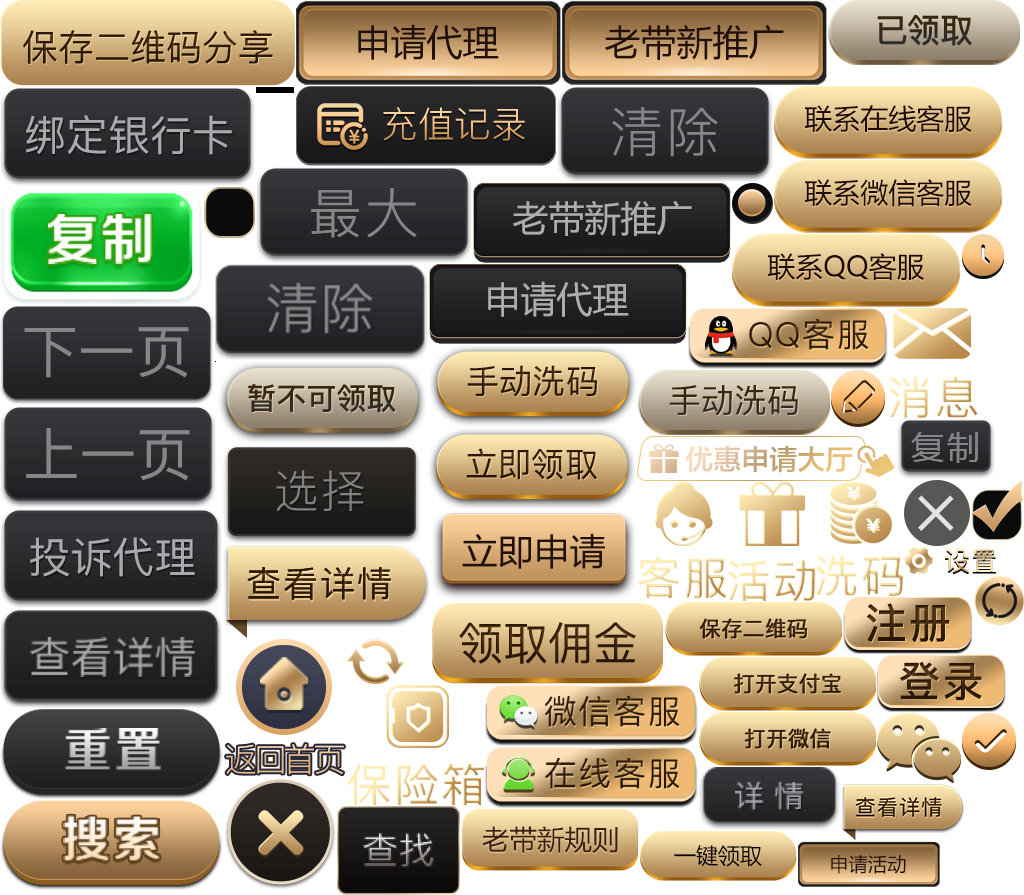 保存二维码分享
申请代理
老带新推广
已领取
绑定银行卡
充值记录
清除
联系在线客服
复制
最大
老带新推广
联系微信客服
联系QQ客服
清除
申请代理
下一页
QQ客服
暂不可领取
手动洗码
手动洗码
消息
上一页
选择
立即领取
优惠申请大厅
复制
投诉代理
查看详情
立即申请
客服
活动
洗码
设置
查看详情
领取佣金
保存二维码
注册
重置
返回首页
微信客服
打开支付宝
登录
打开微信
保险箱
在线客服
详情
查看详情
搜索
查找
老带新规则
一键领取
申请活动